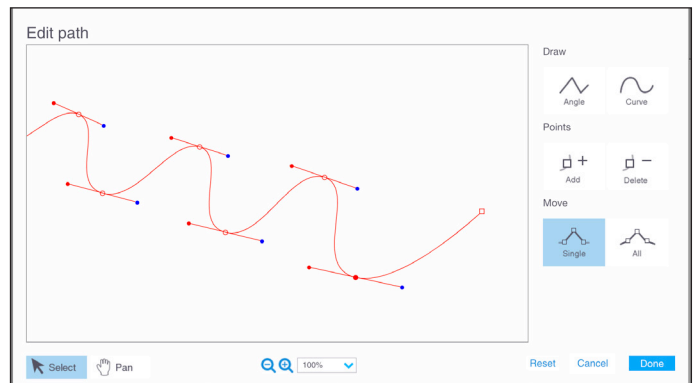 Edit path
Draw
Angle
Curve
Points
Add
Delete
Move
Single
All
Select
Pan
100%
Reset
Cancel
Done